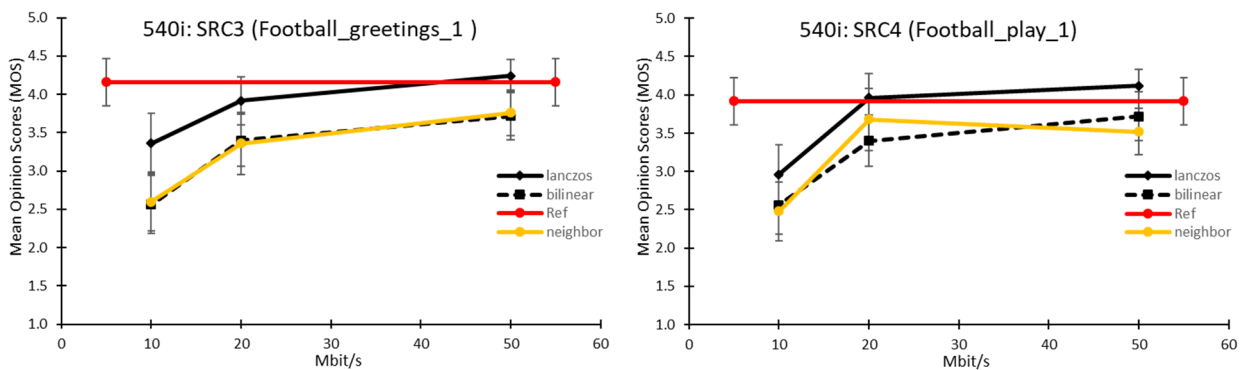 540i: SRC3 (Football_greetings_1 )
Mean Opinion Scores (MOS)
5.0
4.5
4.0
3.5
3.0
2.5
2.0
1.5
1.0
0 10 20 30 40 50 60
Mbit/s
lanczos
bilinear
Ref
neighbor
540i: SRC4 (Football_play_1)
Mean Opinion Scores (MOS)
5.0
4.5
4.0
3.5
3.0
2.5
2.0
1.5
1.0
0 10 20 30 40 50 60
Mbit/s
lanczos
bilinear
Ref
neighbor